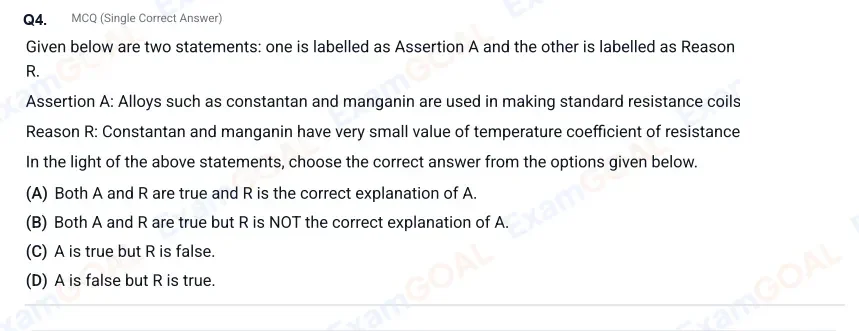 Q4. MCQ (Single Correct Answer)
Given below are two statements: one is labelled as Assertion A and the other is labelled as Reason
R.
Assertion A: Alloys such as constantan and manganin are used in making standard resistance coils
Reason R: Constantan and manganin have very small value of temperature coefficient of resistance
In the light of the above statements, choose the correct answer from the options given below.
(A) Both A and R are true and R is the correct explanation of A.
(B) Both A and R are true but R is NOT the correct explanation of A.
(C) A is true but R is false.
(D) A is false but R is true.
ExamGOAL
ExamGOAL
ExamGOAL
ExamGOAL